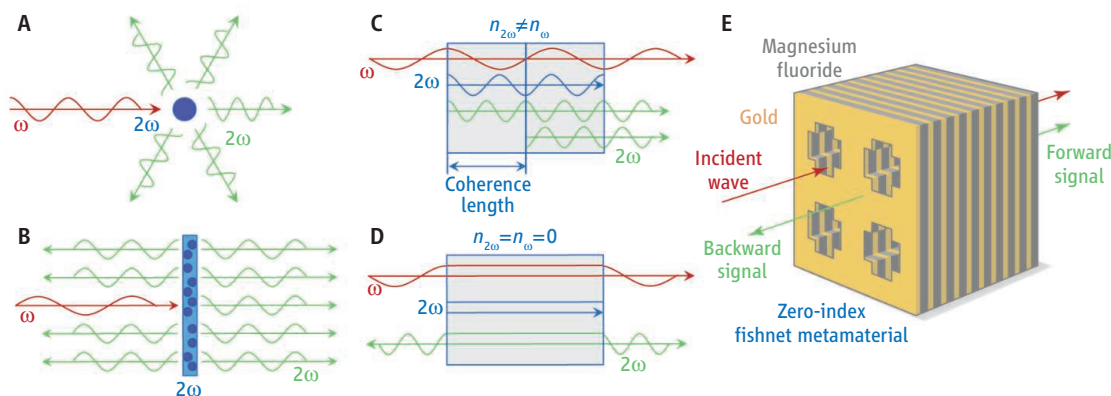 A
ω
2ω
2ω
B
ω
2ω
2ω
C
n2ω≠nω
ω
2ω
2ω
Coherence
length
D
n2ω=nω=0
ω
2ω
2ω
E
Magnesium
fluoride
Gold
Incident
wave
Forward
signal
Backward
signal
Zero-index
fishnet metamaterial